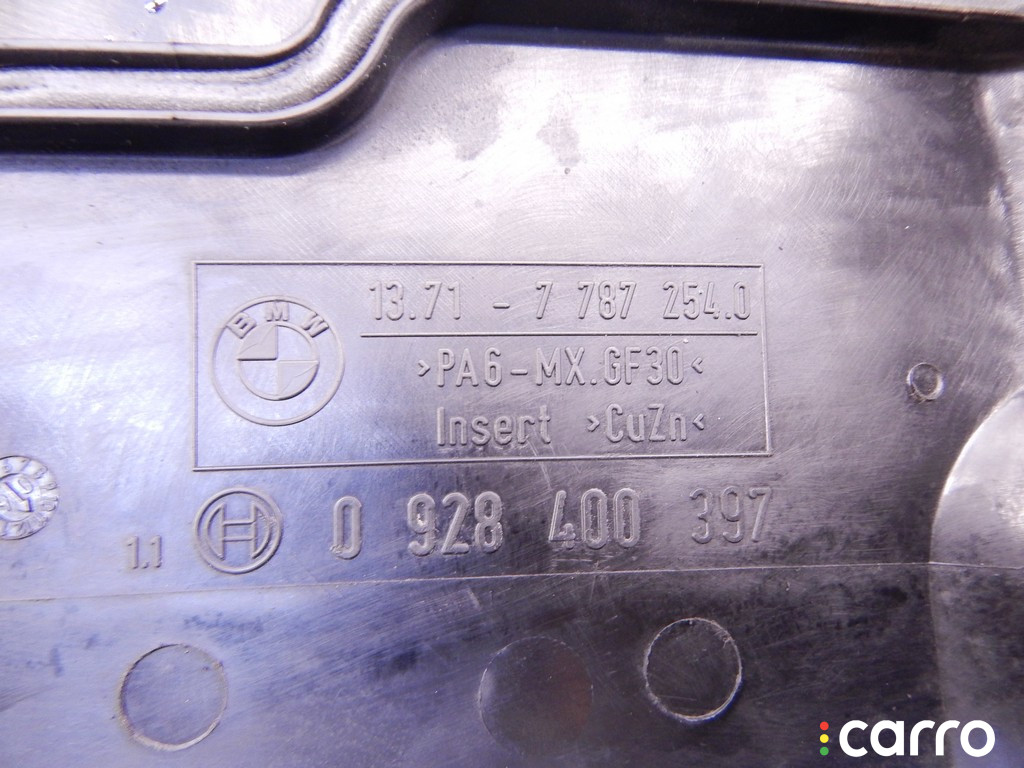 13.71 - 7 787 254.0
BMW
>PA6-MX.GF30<
Insert >CuZn<
1.1 0 928 400 397
carro